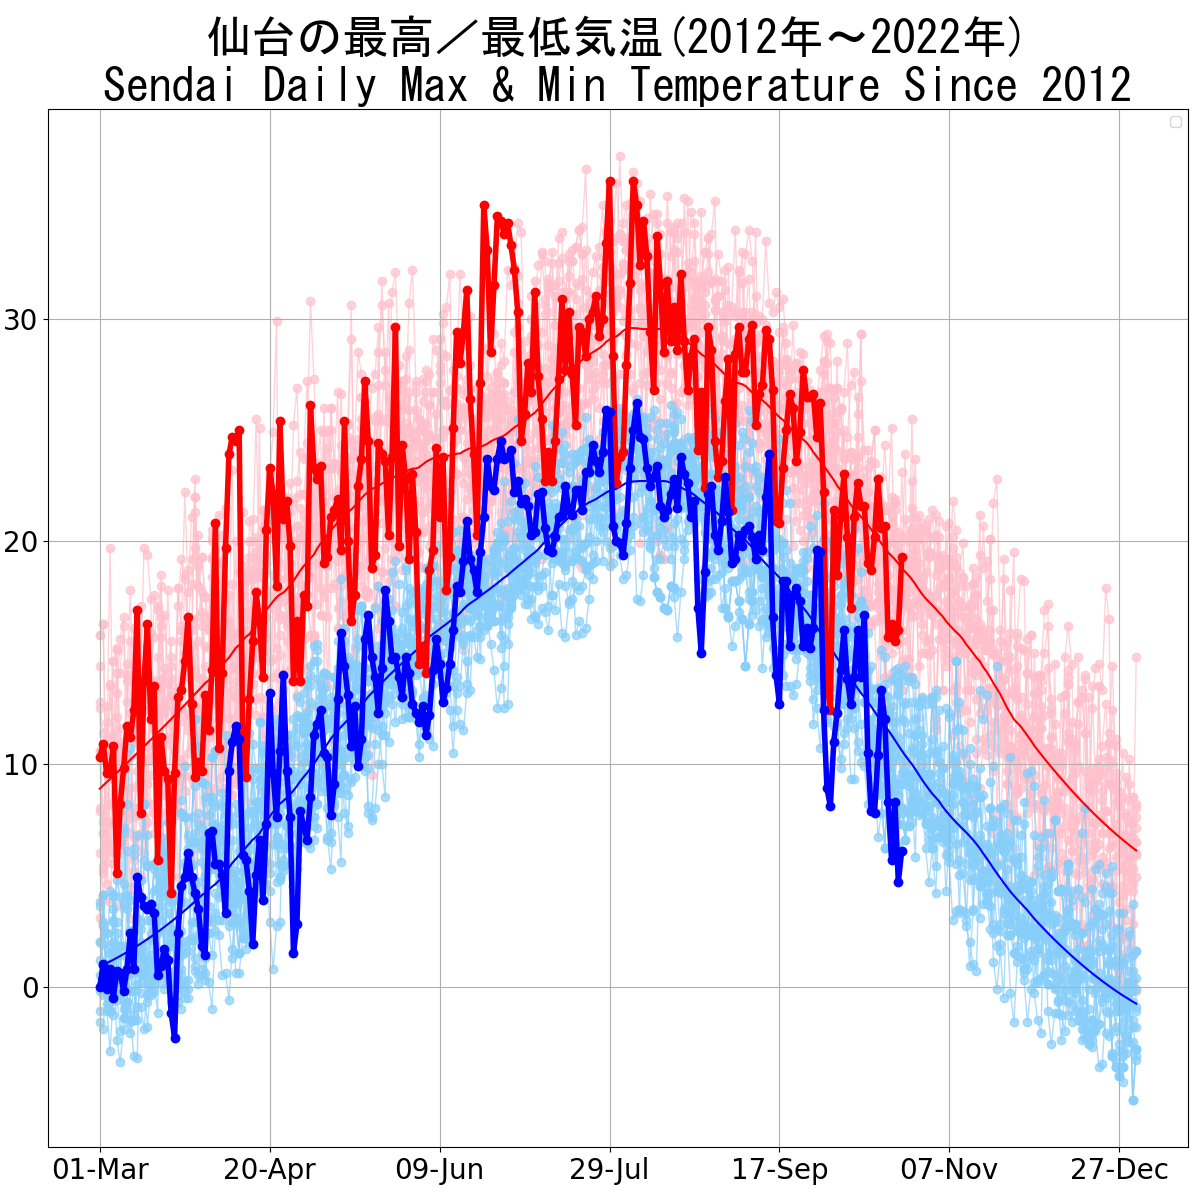 仙台の最高／最低気温(2012年～2022年)
Sendai Daily Max & Min Temperature Since 2012
30
20
10
0
01-Mar 20-Apr 09-Jun 29-Jul 17-Sep 07-Nov 27-Dec